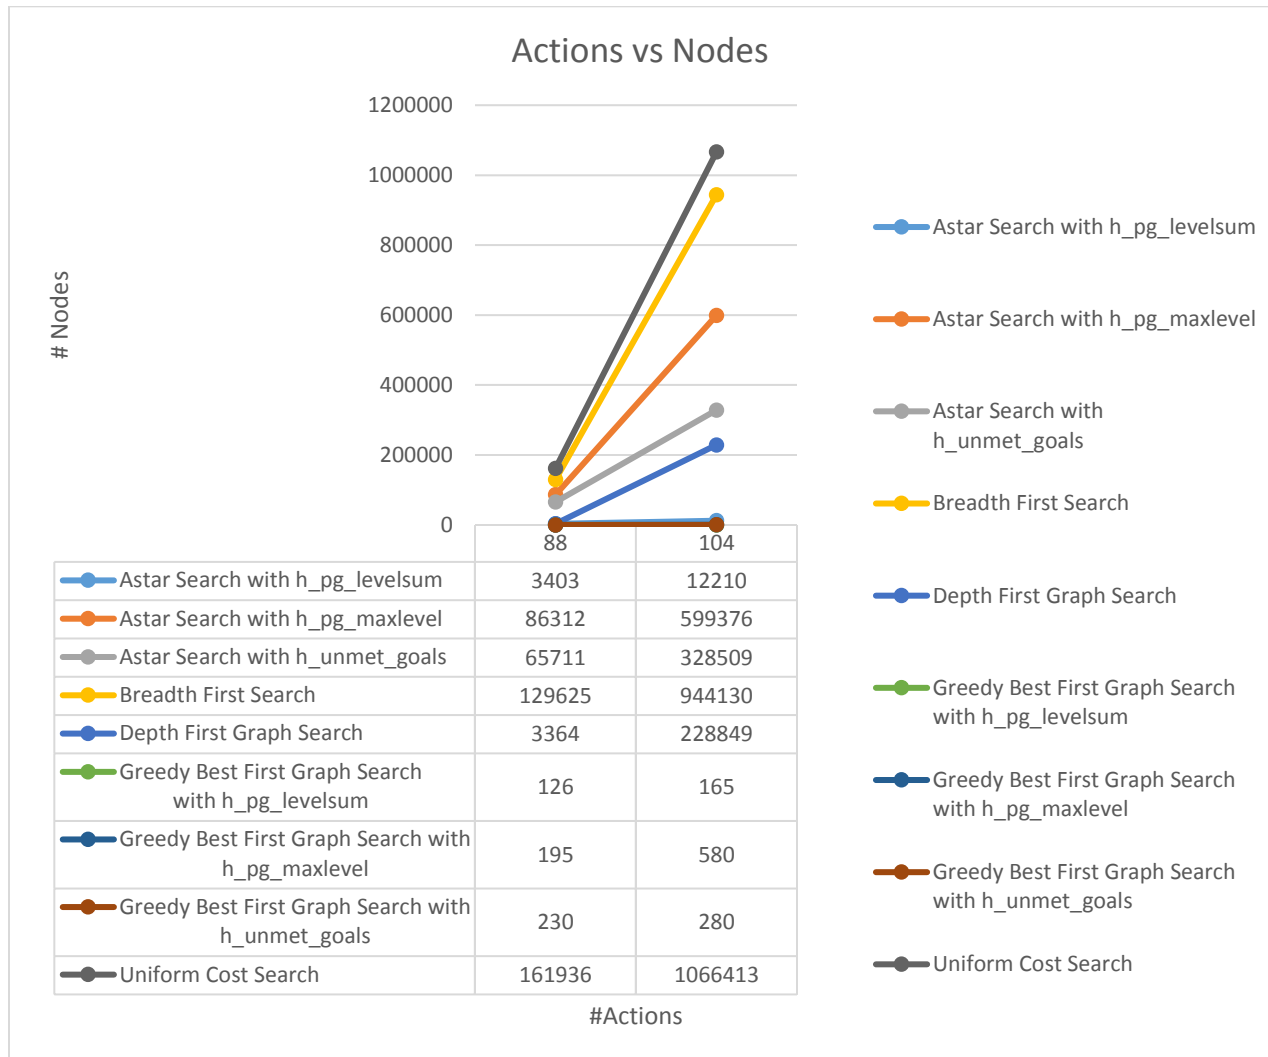 Actions vs Nodes
1200000
1000000
800000
600000
400000
200000
0
# Nodes
88 104
Astar Search with h_pg_levelsum 3403 12210
Astar Search with h_pg_maxlevel 86312 599376
Astar Search with h_unmet_goals 65711 328509
Breadth First Search 129625 944130
Depth First Graph Search 3364 228849
Greedy Best First Graph Search
with h_pg_levelsum
126 165
Greedy Best First Graph Search with
h_pg_maxlevel
195 580
Greedy Best First Graph Search with
h_unmet_goals
230 280
Uniform Cost Search 161936 1066413
#Actions
Astar Search with h_pg_levelsum
Astar Search with h_pg_maxlevel
Astar Search with
h_unmet_goals
Breadth First Search
Depth First Graph Search
Greedy Best First Graph Search
with h_pg_levelsum
Greedy Best First Graph Search
with h_pg_maxlevel
Greedy Best First Graph Search
with h_unmet_goals
Uniform Cost Search